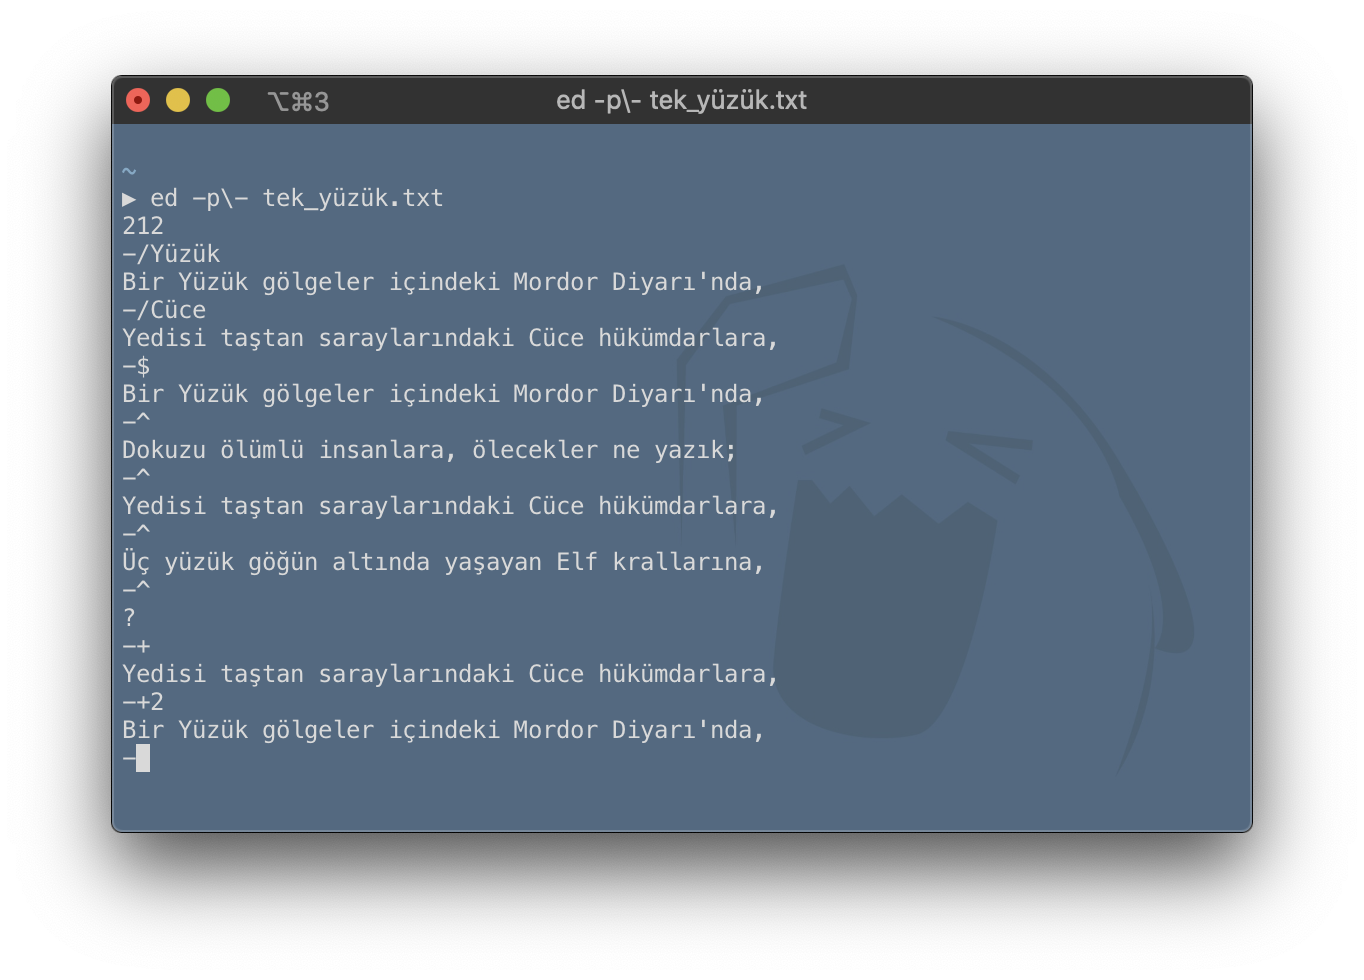 ⌥⌘3 ed -p\- tek_yüzük.txt
~
▶ ed -p\- tek_yüzük.txt
212
-/Yüzük
Bir Yüzük gölgeler içindeki Mordor Diyarı'nda,
-/Cüce
Yedisi taştan saraylarındaki Cüce hükümdarlara,
-$
Bir Yüzük gölgeler içindeki Mordor Diyarı'nda,
-^
Dokuzu ölümlü insanlara, ölecekler ne yazık;
-^
Yedisi taştan saraylarındaki Cüce hükümdarlara,
-^
Üç yüzük göğün altında yaşayan Elf krallarına,
-^
?
-+
Yedisi taştan saraylarındaki Cüce hükümdarlara,
-+2
Bir Yüzük gölgeler içindeki Mordor Diyarı'nda,
-